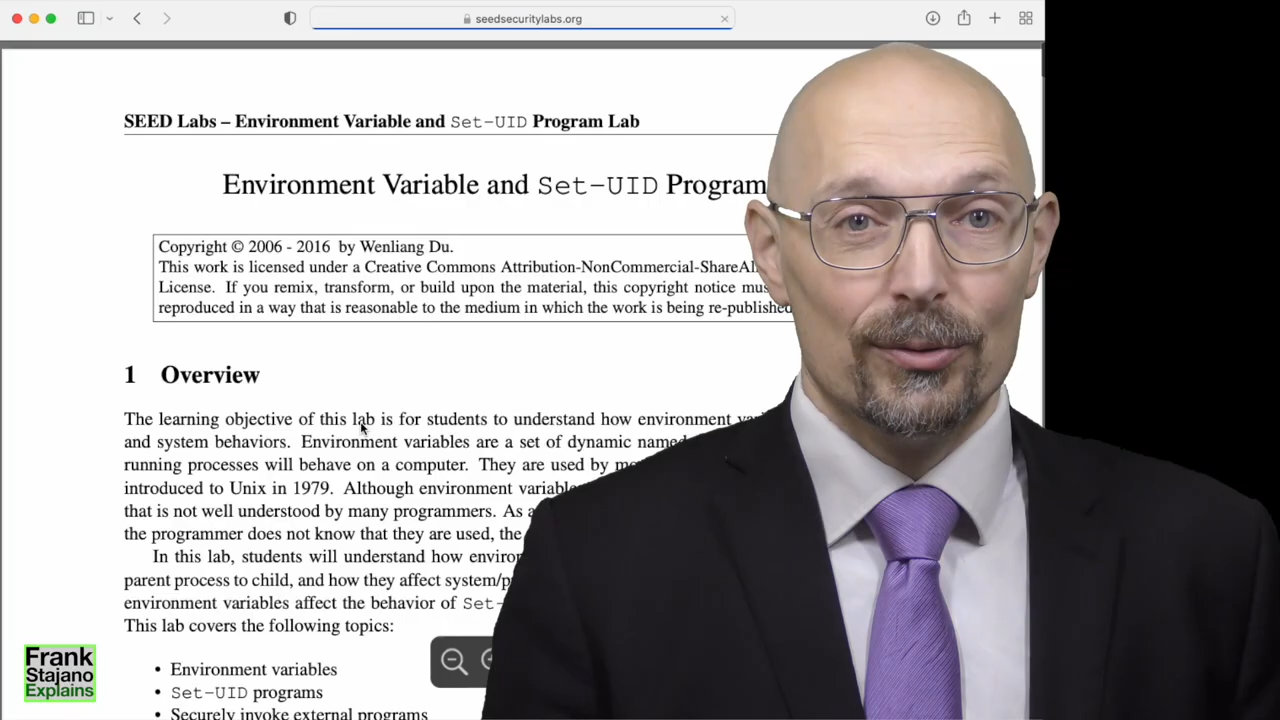 seedsecuritylabs.org
SEED Labs – Environment Variable and Set-UID Program Lab
Environment Variable and Set-UID Program
Copyright © 2006 - 2016 by Wenliang Du.
This work is licensed under a Creative Commons Attribution-NonCommercial-ShareAl
License. If you remix, transform, or build upon the material, this copyright notice mus
reproduced in a way that is reasonable to the medium in which the work is being re-published
1 Overview
The learning objective of this lab is for students to understand how environment va
and system behaviors. Environment variables are a set of dynamic named
running processes will behave on a computer. They are used by mo
introduced to Unix in 1979. Although environment variable
that is not well understood by many programmers. As a
the programmer does not know that they are used, the
In this lab, students will understand how enviro
parent process to child, and how they affect system/p
environment variables affect the behavior of Set-
This lab covers the following topics:
• Environment variables
• Set-UID programs
• Securely invoke external programs
Frank
Stajano
Explains